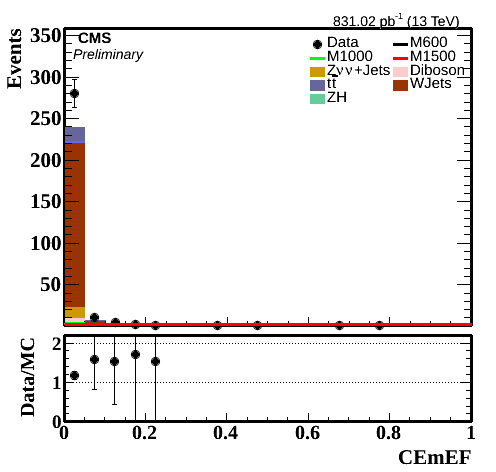 831.02 pb-1 (13 TeV)
CMS
Preliminary
Events
350
300
250
200
150
100
50
Data
M600
M1000
M1500
Zνν+Jets
Diboson
tt̄
WJets
ZH
Data/MC
2
1
0
0
0.2
0.4
0.6
0.8
1
CEmEF